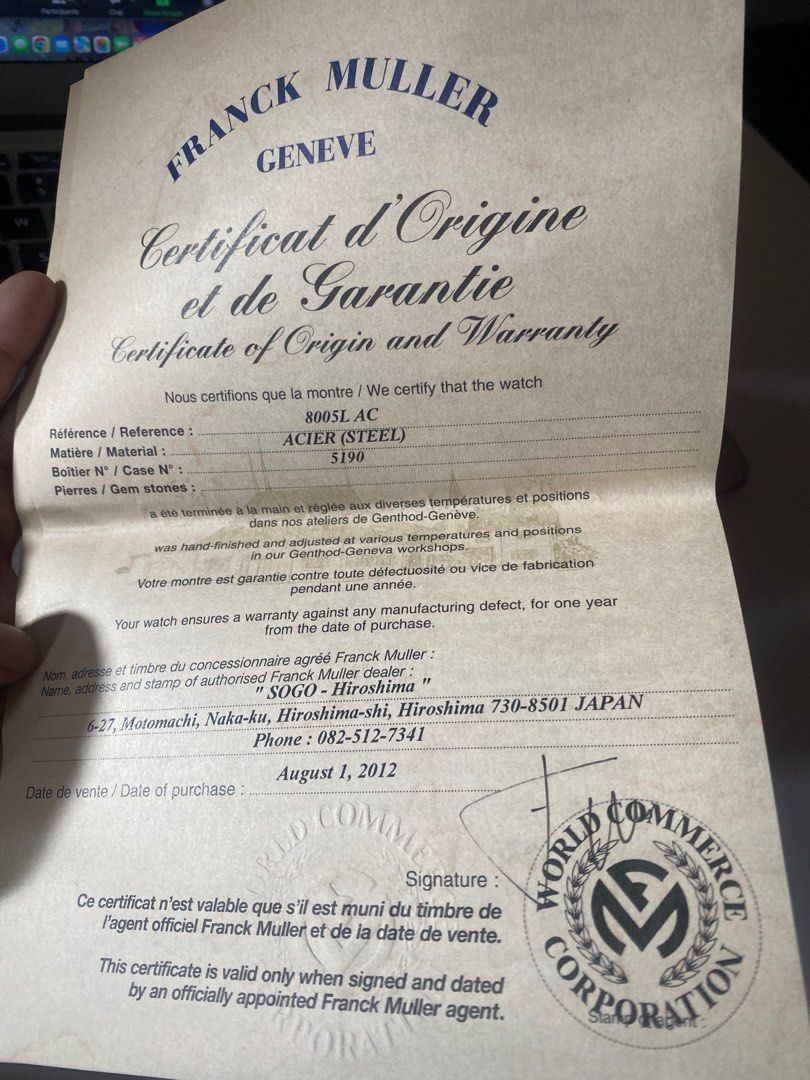 FRANCK MULLER
GENEVE
Certificat d'Origine
et de Garantie
Certificate of Origin and Warranty
Nous certifions que la montre / We certify that the watch
Référence / Reference : 8005L AC
Matière / Material : ACIER (STEEL)
Boîtier N° / Case N° : 5190
Pierres / Gem stones :
a été terminée à la main et réglée aux diverses températures et positions
dans nos ateliers de Genthod-Genève.
was hand-finished and adjusted at various temperatures and positions
in our Genthod-Geneva workshops.
Votre montre est garantie contre toute défectuosité ou vice de fabrication
pendant une année.
Your watch ensures a warranty against any manufacturing defect, for one year
from the date of purchase.
Nom, adresse et timbre du concessionnaire agréé Franck Muller :
Name, address and stamp of authorised Franck Muller dealer :
" SOGO - Hiroshima "
6-27, Motomachi, Naka-ku, Hiroshima-shi, Hiroshima 730-8501 JAPAN
Phone : 082-512-7341
Date de vente / Date of purchase : August 1, 2012
Signature :
Ce certificat n'est valable que s'il est muni du timbre de
l'agent officiel Franck Muller et de la date de vente.
This certificate is valid only when signed and dated
by an officially appointed Franck Muller agent.
WORLD COMMERCE
CORPORATION